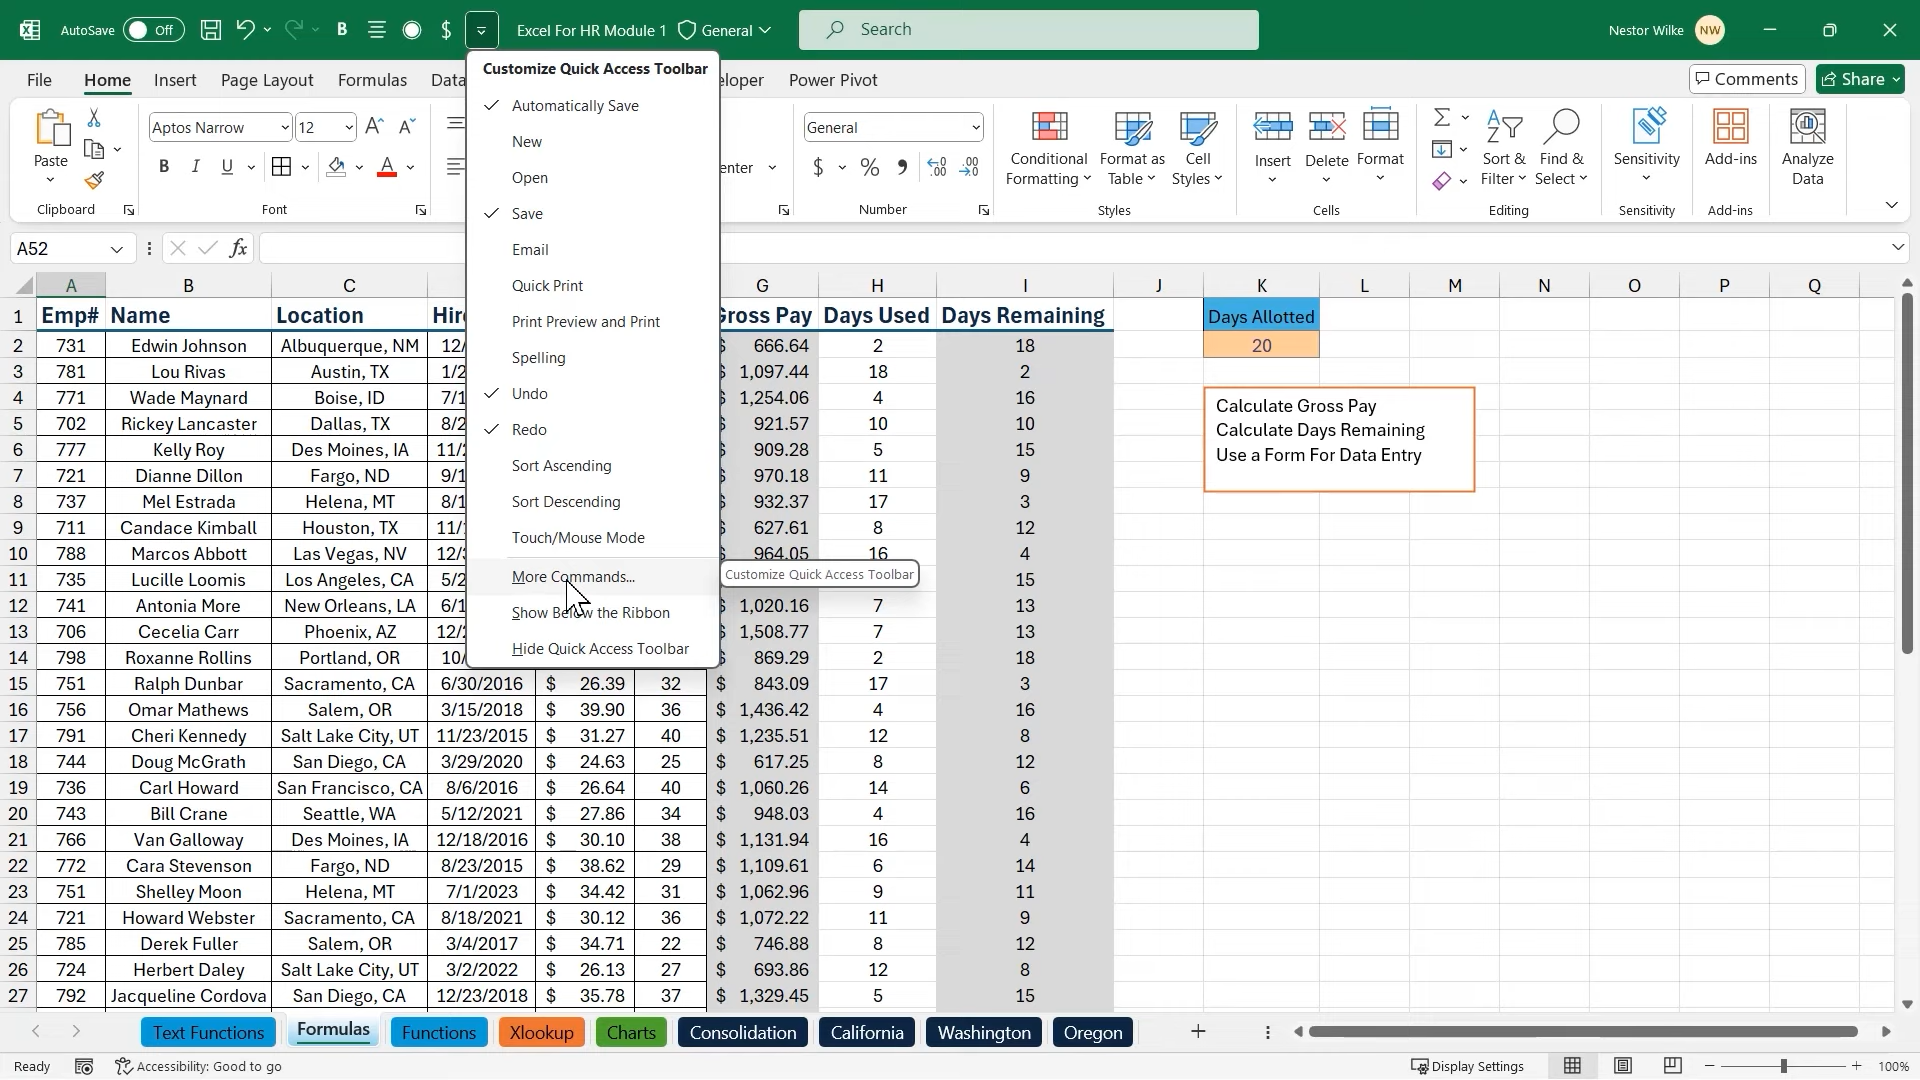 AutoSave Off B $ Excel For HR Module 1 General Search Nestor Wilke NW
File Home Insert Page Layout Formulas Data eloper Power Pivot Comments Share
Customize Quick Access Toolbar
Automatically Save
New
Open
Save
Email
Quick Print
Print Preview and Print
Spelling
Undo
Redo
Sort Ascending
Sort Descending
Touch/Mouse Mode
More Commands...
Show Below the Ribbon
Hide Quick Access Toolbar
Customize Quick Access Toolbar
Paste
Clipboard
Aptos Narrow 12
B I U A
Font
enter
General
$ % 9
Number
Conditional Formatting
Format as Table
Cell Styles
Styles
Insert Delete Format
Cells
Sort & Filter
Find & Select
Editing
Sensitivity
Sensitivity
Add-ins
Add-ins
Analyze Data
A52 fx
A B C G H I J K L M N O P Q
1 Emp# Name Location Hir Gross Pay Days Used Days Remaining Days Allotted
2 731 Edwin Johnson Albuquerque, NM 12/ $ 666.64 2 18 20
3 781 Lou Rivas Austin, TX 1/2 $ 1,097.44 18 2
4 771 Wade Maynard Boise, ID 7/1 $ 1,254.06 4 16
5 702 Rickey Lancaster Dallas, TX 8/2 $ 921.57 10 10
6 777 Kelly Roy Des Moines, IA 11/2 $ 909.28 5 15
7 721 Dianne Dillon Fargo, ND 9/1 $ 970.18 11 9
8 737 Mel Estrada Helena, MT 8/1 $ 932.37 17 3
9 711 Candace Kimball Houston, TX 11/ $ 627.61 8 12
10 788 Marcos Abbott Las Vegas, NV 12/3 $ 964.05 16 4
11 735 Lucille Loomis Los Angeles, CA 5/2 15
12 741 Antonia More New Orleans, LA 6/1 $ 1,020.16 7 13
13 706 Cecelia Carr Phoenix, AZ 12/2 $ 1,508.77 7 13
14 798 Roxanne Rollins Portland, OR 10/ $ 869.29 2 18
15 751 Ralph Dunbar Sacramento, CA 6/30/2016 $ 26.39 32 $ 843.09 17 3
16 756 Omar Mathews Salem, OR 3/15/2018 $ 39.90 36 $ 1,436.42 4 16
17 791 Cheri Kennedy Salt Lake City, UT 11/23/2015 $ 31.27 40 $ 1,235.51 12 8
18 744 Doug McGrath San Diego, CA 3/29/2020 $ 24.63 25 $ 617.25 8 12
19 736 Carl Howard San Francisco, CA 8/6/2016 $ 26.64 40 $ 1,060.26 14 6
20 743 Bill Crane Seattle, WA 5/12/2021 $ 27.86 34 $ 948.03 4 16
21 766 Van Galloway Des Moines, IA 12/18/2016 $ 30.10 38 $ 1,131.94 16 4
22 772 Cara Stevenson Fargo, ND 8/23/2015 $ 38.62 29 $ 1,109.61 6 14
23 751 Shelley Moon Helena, MT 7/1/2023 $ 34.42 31 $ 1,062.96 9 11
24 721 Howard Webster Sacramento, CA 8/18/2021 $ 30.12 36 $ 1,072.22 11 9
25 785 Derek Fuller Salem, OR 3/4/2017 $ 34.71 22 $ 746.88 8 12
26 724 Herbert Daley Salt Lake City, UT 3/2/2022 $ 26.13 27 $ 693.86 12 8
27 792 Jacqueline Cordova San Diego, CA 12/23/2018 $ 35.78 37 $ 1,329.45 5 15
Calculate Gross Pay
Calculate Days Remaining
Use a Form For Data Entry
Text Functions Formulas Functions Xlookup Charts Consolidation California Washington Oregon
Ready Accessibility: Good to go Display Settings 100%